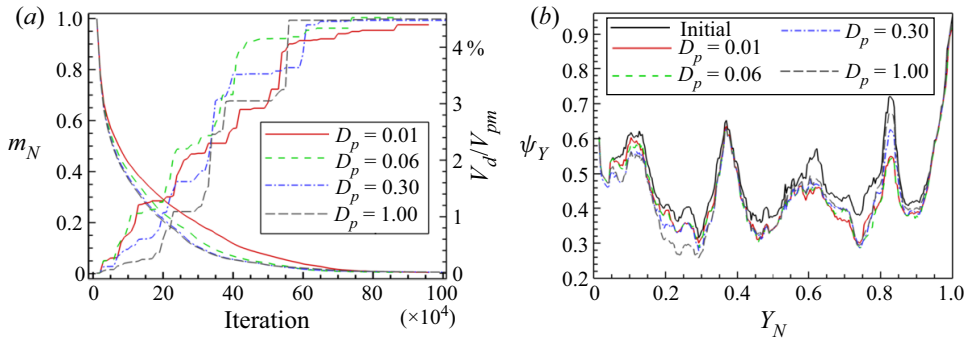 (a)
1.0
0.8
0.6
0.4
0.2
0
m_N
4 %
3
2
1
0
V_d/V_pm
D_p = 0.01
D_p = 0.06
D_p = 0.30
D_p = 1.00
0 20 40 60 80 100
Iteration
(×10^4)
(b)
0.9
0.8
0.7
0.6
0.5
0.4
0.3
0.2
ψ_Y
Initial
D_p = 0.01
D_p = 0.06
D_p = 0.30
D_p = 1.00
0 0.2 0.4 0.6 0.8 1.0
Y_N